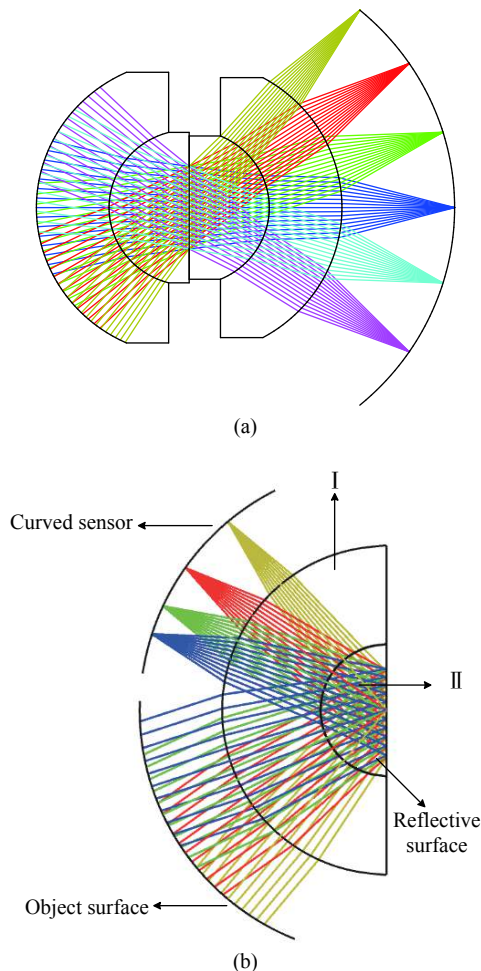 (a)
I
Curved sensor
II
Reflective
surface
Object surface
(b)